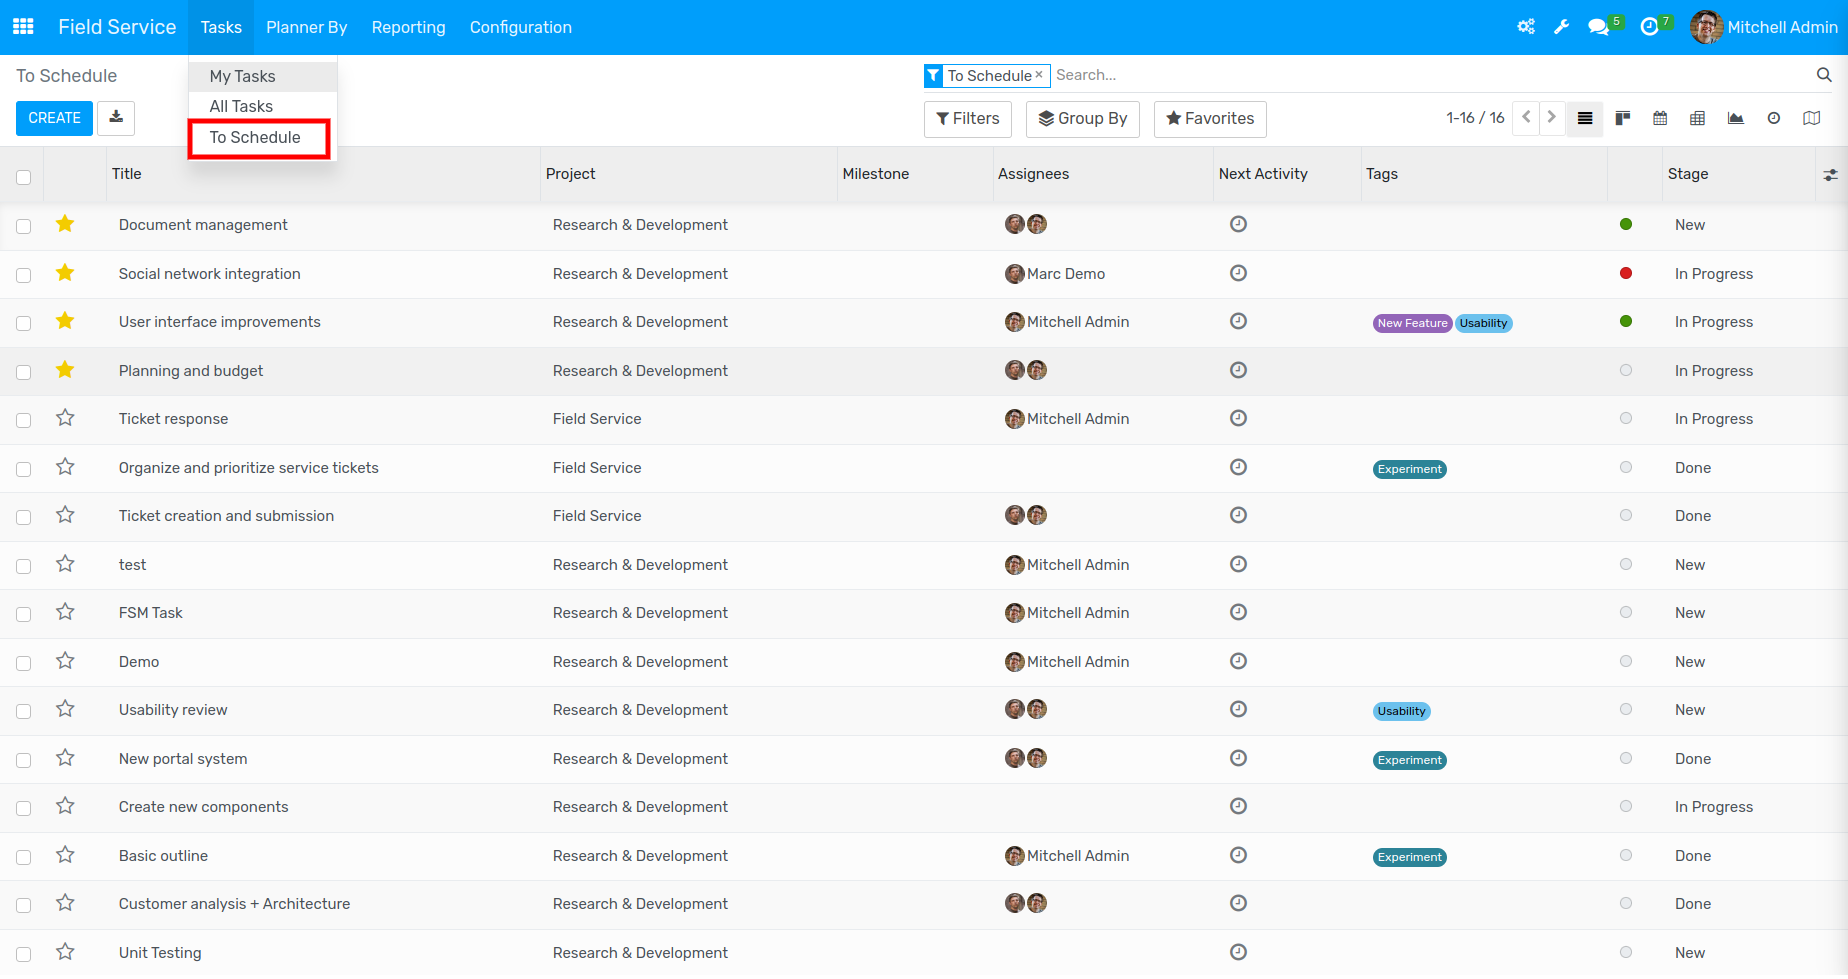 Field Service Tasks Planner By Reporting Configuration 5 7 Mitchell Admin
To Schedule
My Tasks
All Tasks
To Schedule
To Schedule × Search...
CREATE
Filters Group By Favorites 1-16 / 16
Title Project Milestone Assignees Next Activity Tags Stage
Document management Research & Development New
Social network integration Research & Development Marc Demo In Progress
User interface improvements Research & Development Mitchell Admin New Feature Usability In Progress
Planning and budget Research & Development In Progress
Ticket response Field Service Mitchell Admin In Progress
Organize and prioritize service tickets Field Service Experiment Done
Ticket creation and submission Field Service Done
test Research & Development Mitchell Admin New
FSM Task Research & Development Mitchell Admin New
Demo Research & Development Mitchell Admin New
Usability review Research & Development Usability New
New portal system Research & Development Experiment Done
Create new components Research & Development In Progress
Basic outline Research & Development Mitchell Admin Experiment Done
Customer analysis + Architecture Research & Development Done
Unit Testing Research & Development New